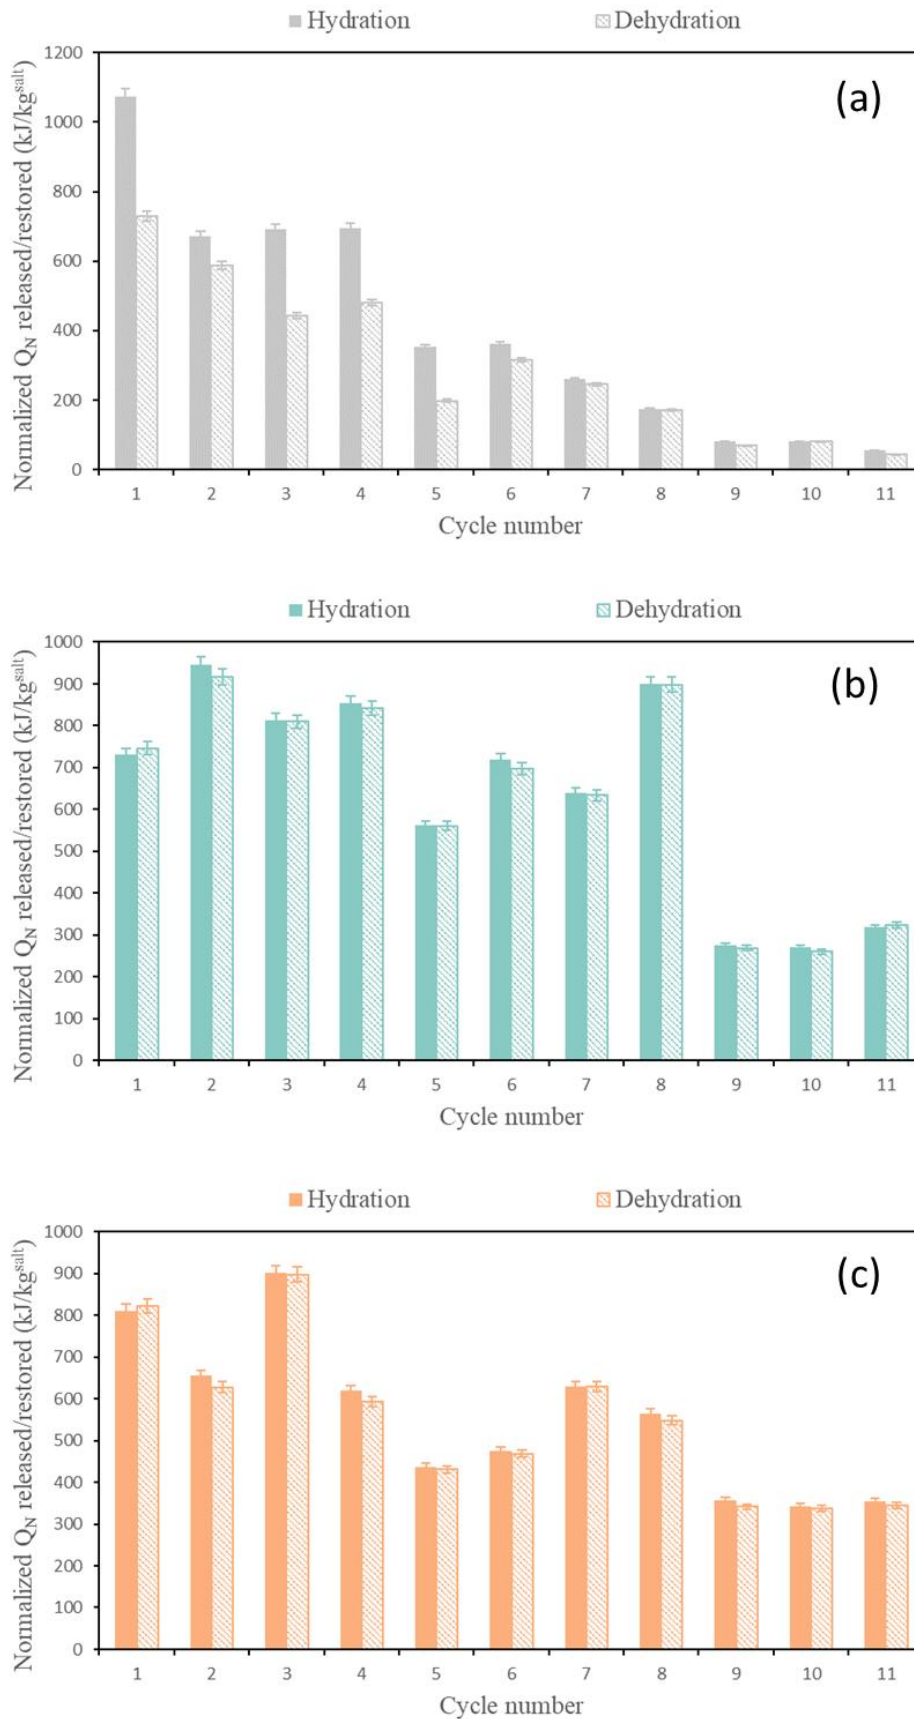 Hydration Dehydration
Normalized QN released/restored (kJ/kgsalt)
1200
1000
800
600
400
200
0
(a)
1 2 3 4 5 6 7 8 9 10 11
Cycle number
Hydration Dehydration
Normalized QN released/restored (kJ/kgsalt)
1000
900
800
700
600
500
400
300
200
100
0
(b)
1 2 3 4 5 6 7 8 9 10 11
Cycle number
Hydration Dehydration
Normalized QN released/restored (kJ/kgsalt)
1000
900
800
700
600
500
400
300
200
100
0
(c)
1 2 3 4 5 6 7 8 9 10 11
Cycle number